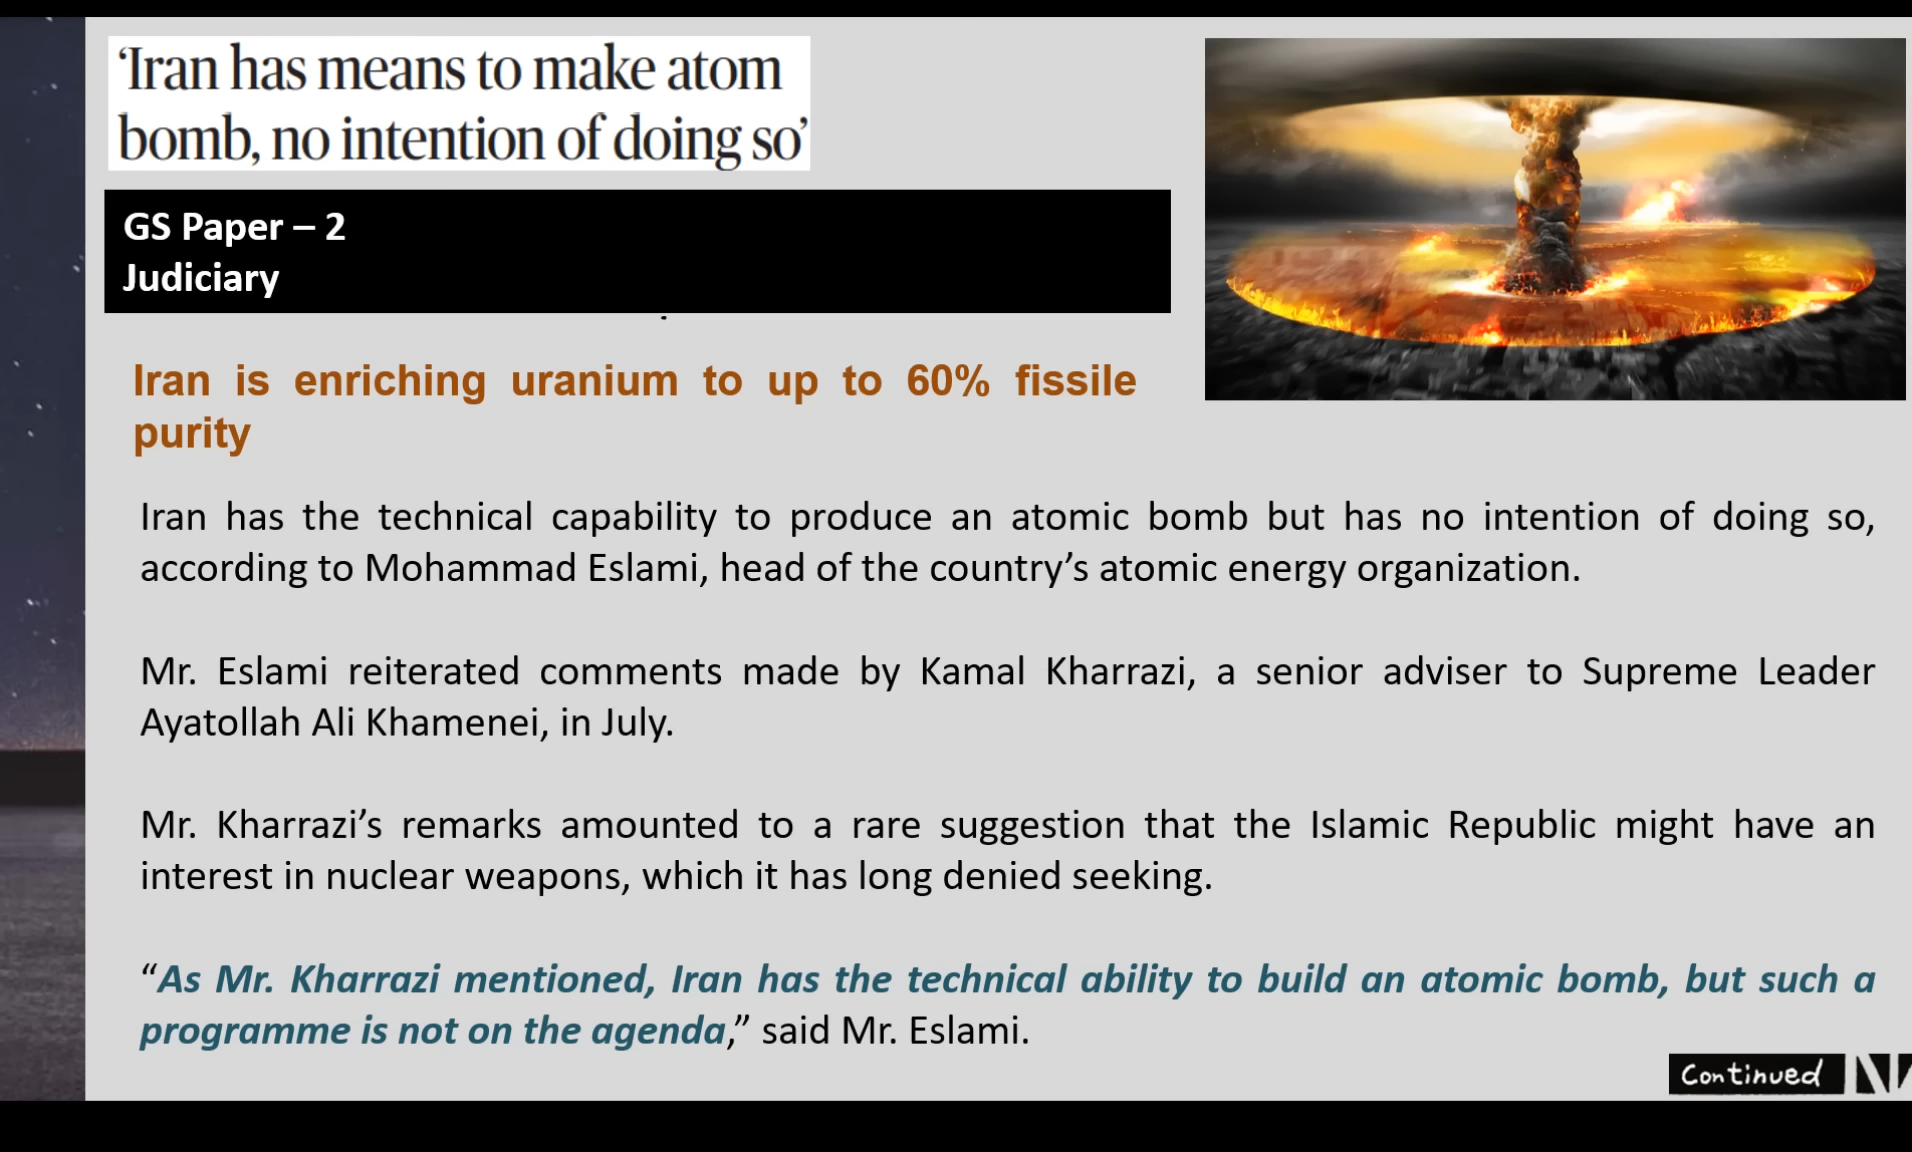 ‘Iran has means to make atom
bomb, no intention of doing so’
GS Paper – 2
Judiciary
Iran is enriching uranium to up to 60% fissile
purity
Iran has the technical capability to produce an atomic bomb but has no intention of doing so,
according to Mohammad Eslami, head of the country’s atomic energy organization.
Mr. Eslami reiterated comments made by Kamal Kharrazi, a senior adviser to Supreme Leader
Ayatollah Ali Khamenei, in July.
Mr. Kharrazi’s remarks amounted to a rare suggestion that the Islamic Republic might have an
interest in nuclear weapons, which it has long denied seeking.
“As Mr. Kharrazi mentioned, Iran has the technical ability to build an atomic bomb, but such a
programme is not on the agenda,” said Mr. Eslami.
Continued